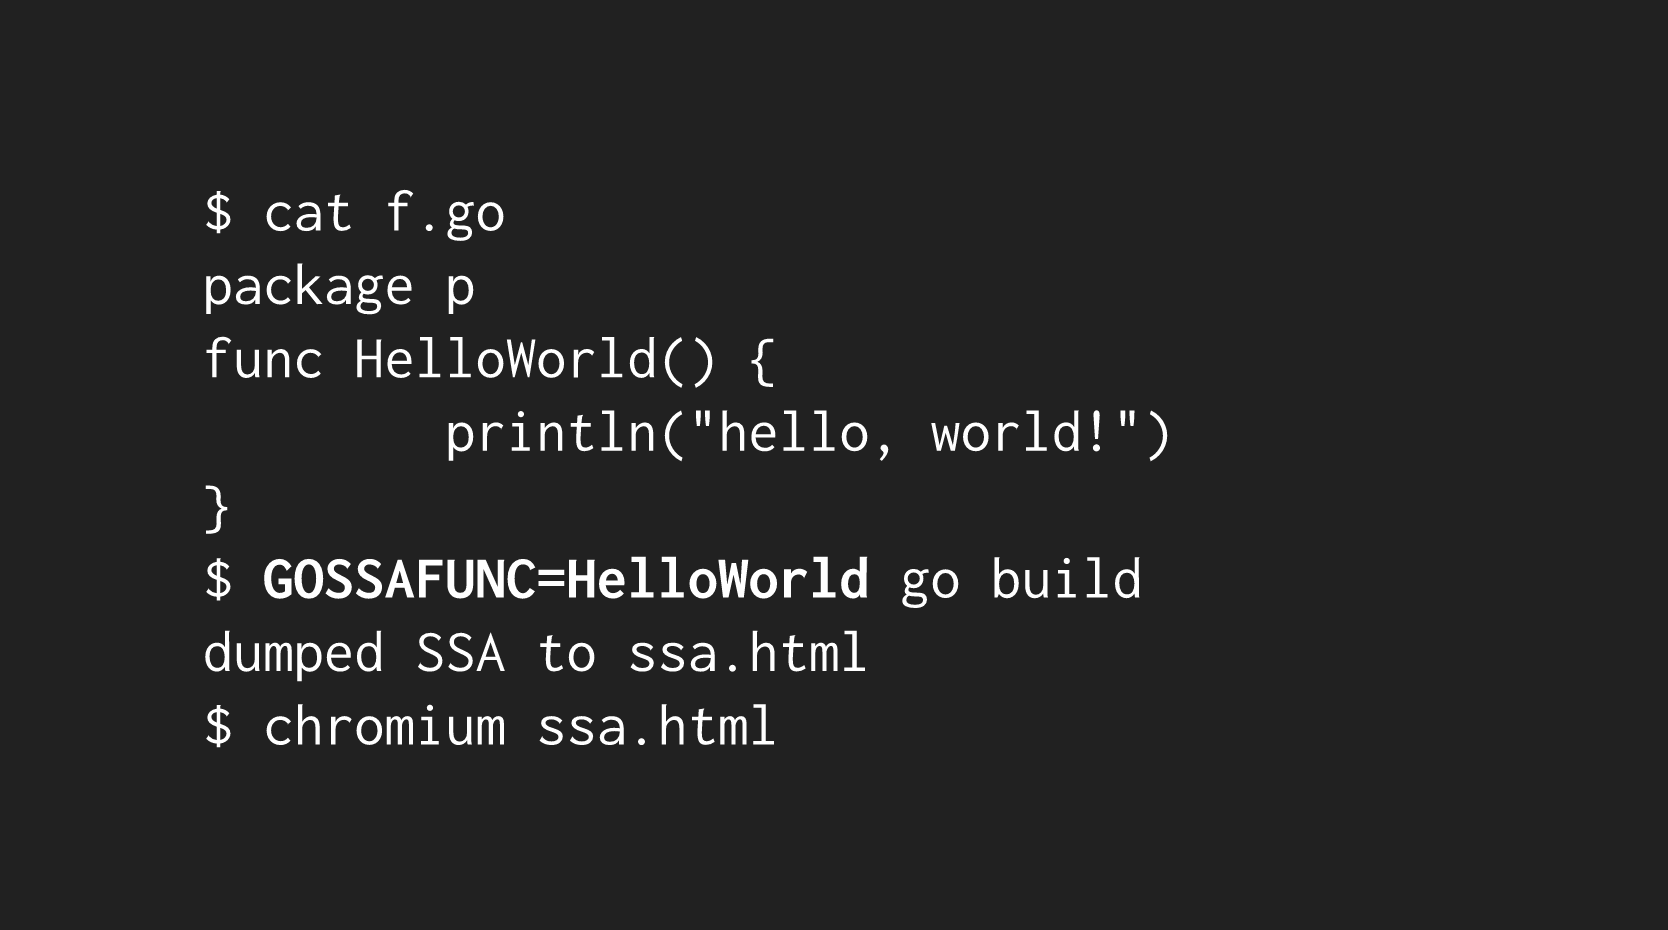 $ cat f.go
package p
func HelloWorld() {
        println("hello, world!")
}
$ GOSSAFUNC=HelloWorld go build
dumped SSA to ssa.html
$ chromium ssa.html